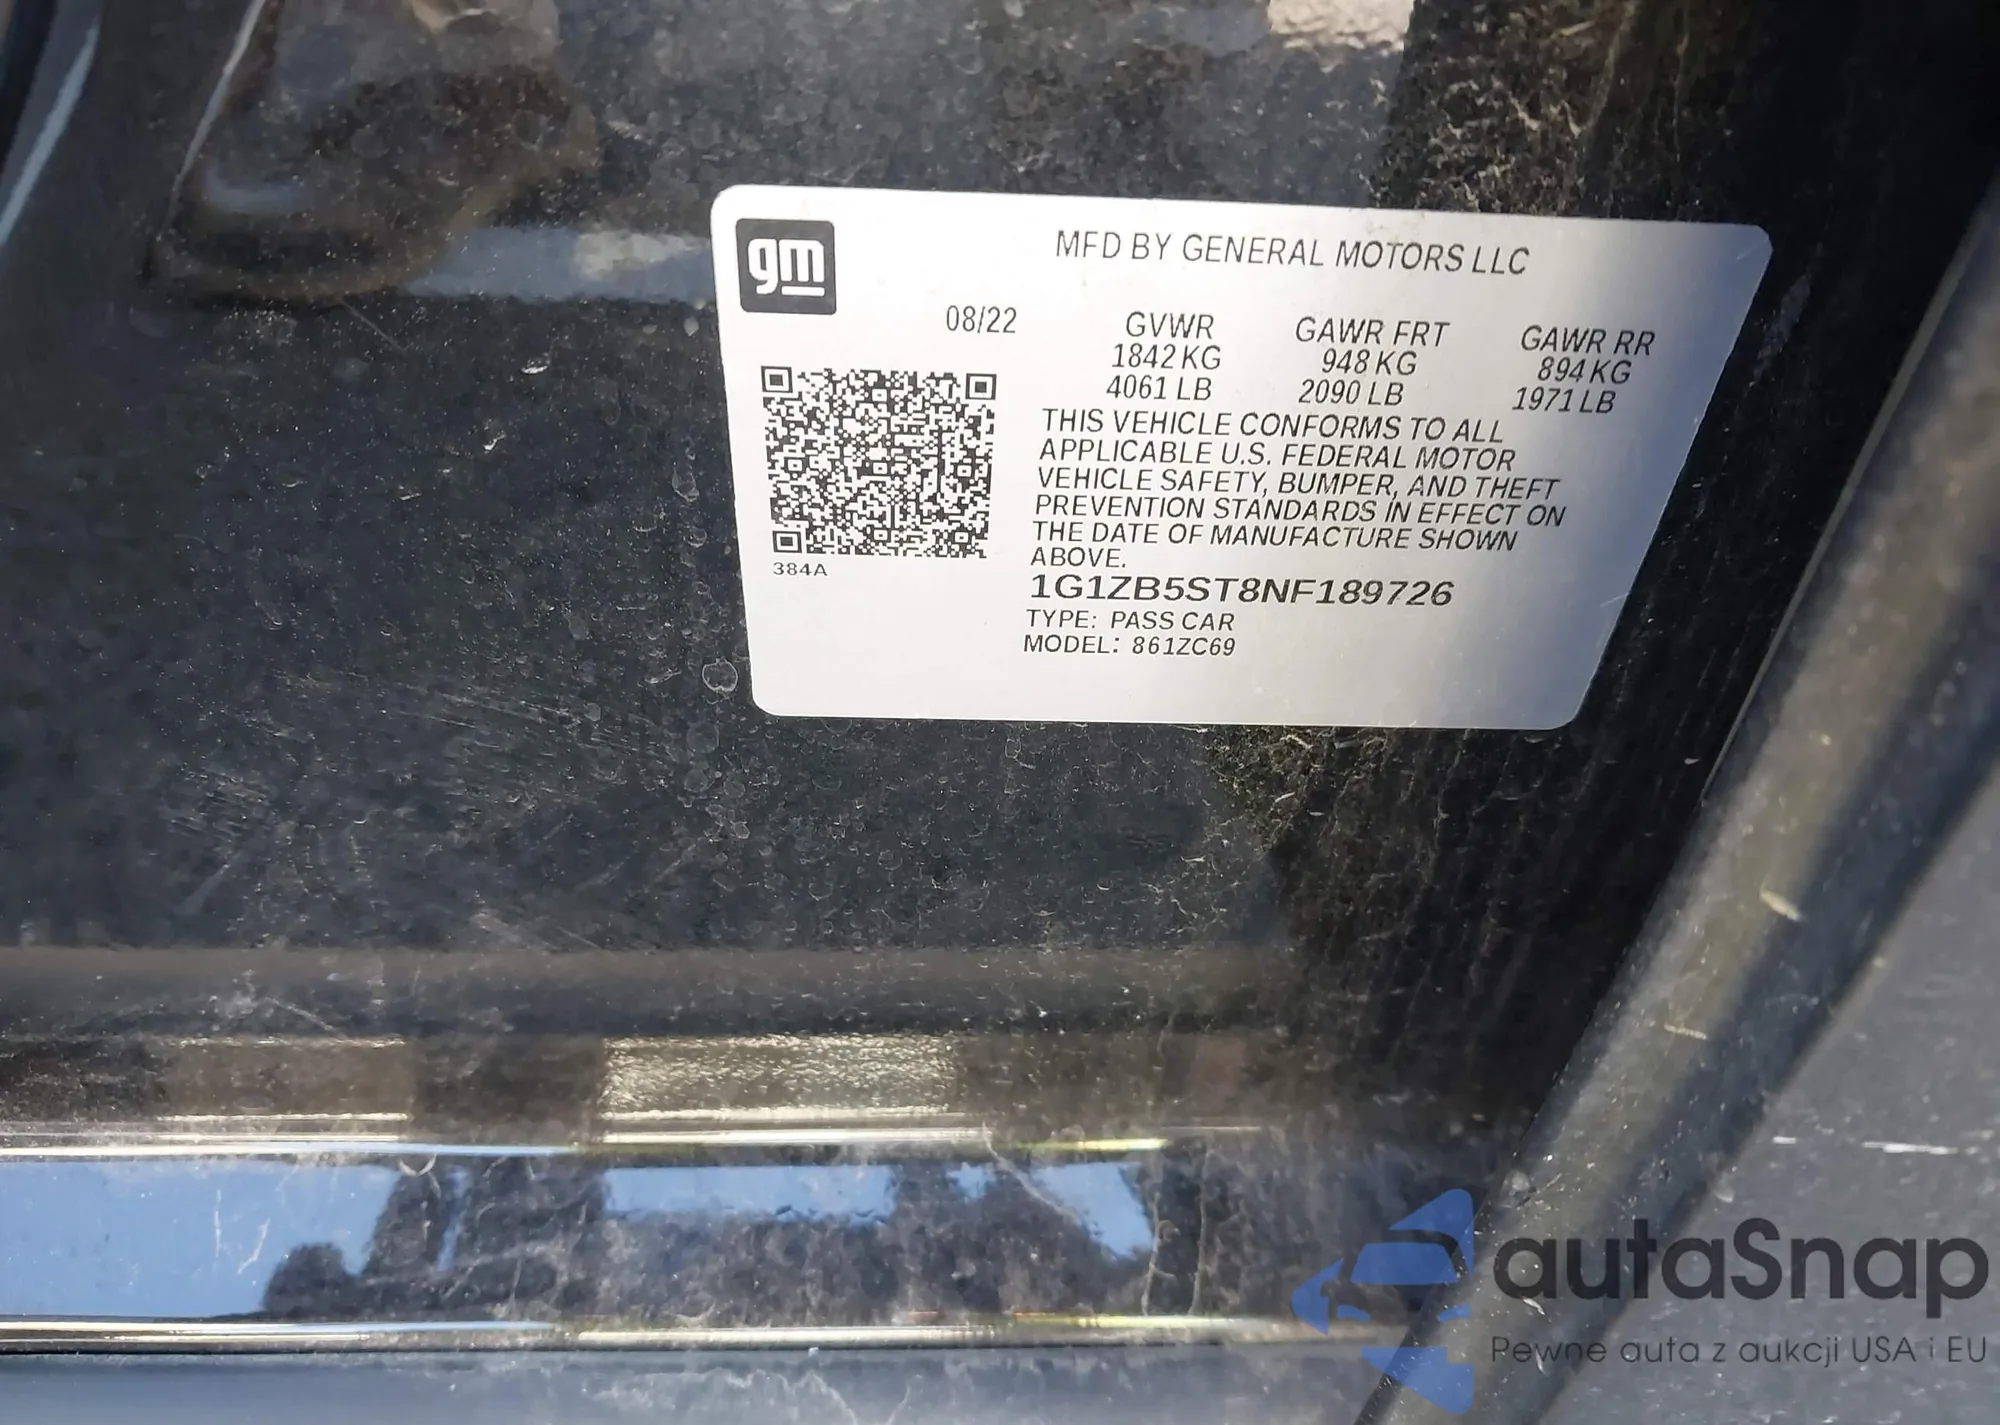 gm
MFD BY GENERAL MOTORS LLC
08/22
GVWR GAWR FRT GAWR RR
1842 KG 948 KG 894 KG
4061 LB 2090 LB 1971 LB
THIS VEHICLE CONFORMS TO ALL
APPLICABLE U.S. FEDERAL MOTOR
VEHICLE SAFETY, BUMPER, AND THEFT
PREVENTION STANDARDS IN EFFECT ON
THE DATE OF MANUFACTURE SHOWN
ABOVE.
384A
1G1ZB5ST8NF189726
TYPE: PASS CAR
MODEL: 861ZC69
autaSnap
Pewne auta z aukcji USA i EU